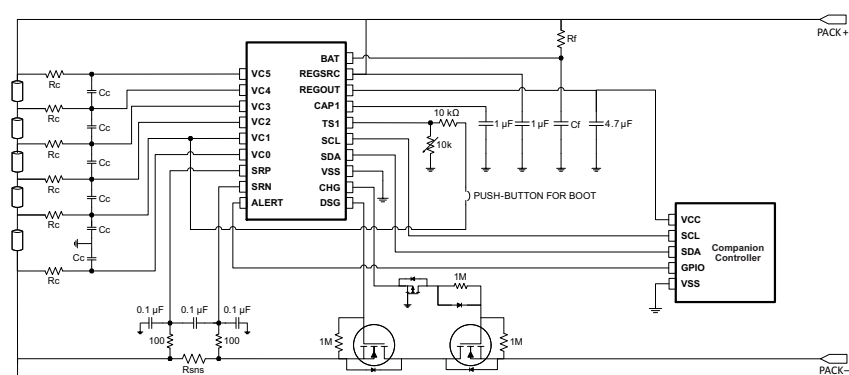 PACK+
Rf
BAT
VC5
REGSRC
Rc
Cc
VC4
REGOUT
VC3
CAP1
10 kΩ
1 µF
1 µF
Cf
4.7 µF
Rc
Cc
VC2
TS1
10k
Rc
Cc
VC1
SCL
VC0
SDA
Rc
Cc
SRP
VSS
SRN
CHG
PUSH-BUTTON FOR BOOT
ALERT
DSG
Rc
Cc
VCC
SCL
SDA
GPIO
VSS
Companion
Controller
Cc
Rc
1M
0.1 µF
0.1 µF
0.1 µF
100
100
1M
1M
Rsns
PACK–